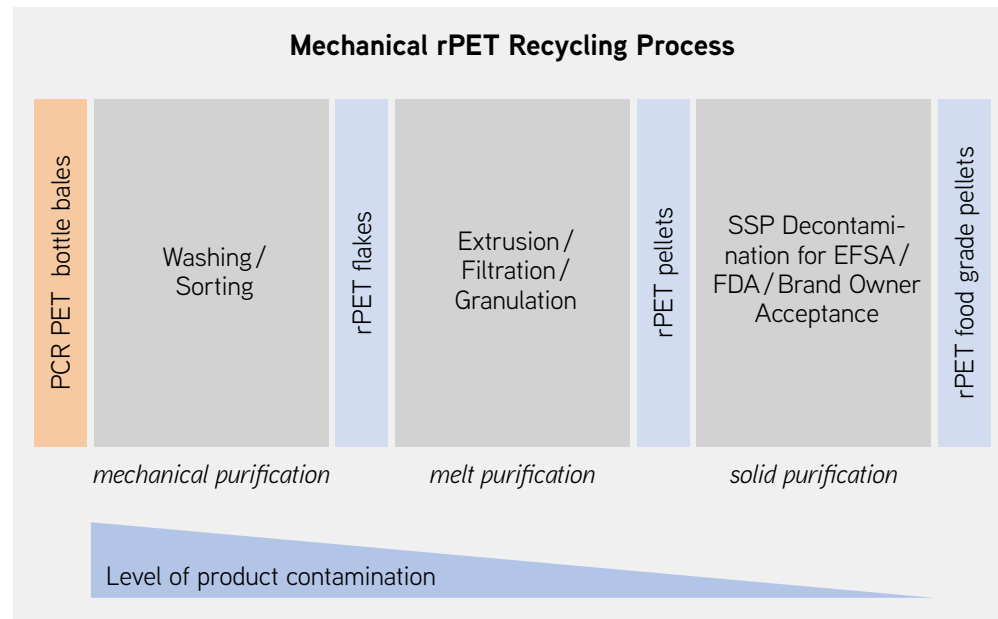 Mechanical rPET Recycling Process
PCR PET bottle bales
Washing/
Sorting
rPET flakes
Extrusion/
Filtration/
Granulation
rPET pellets
SSP Decontami-
nation for EFSA/
FDA/Brand Owner
Acceptance
rPET food grade pellets
mechanical purification
melt purification
solid purification
Level of product contamination